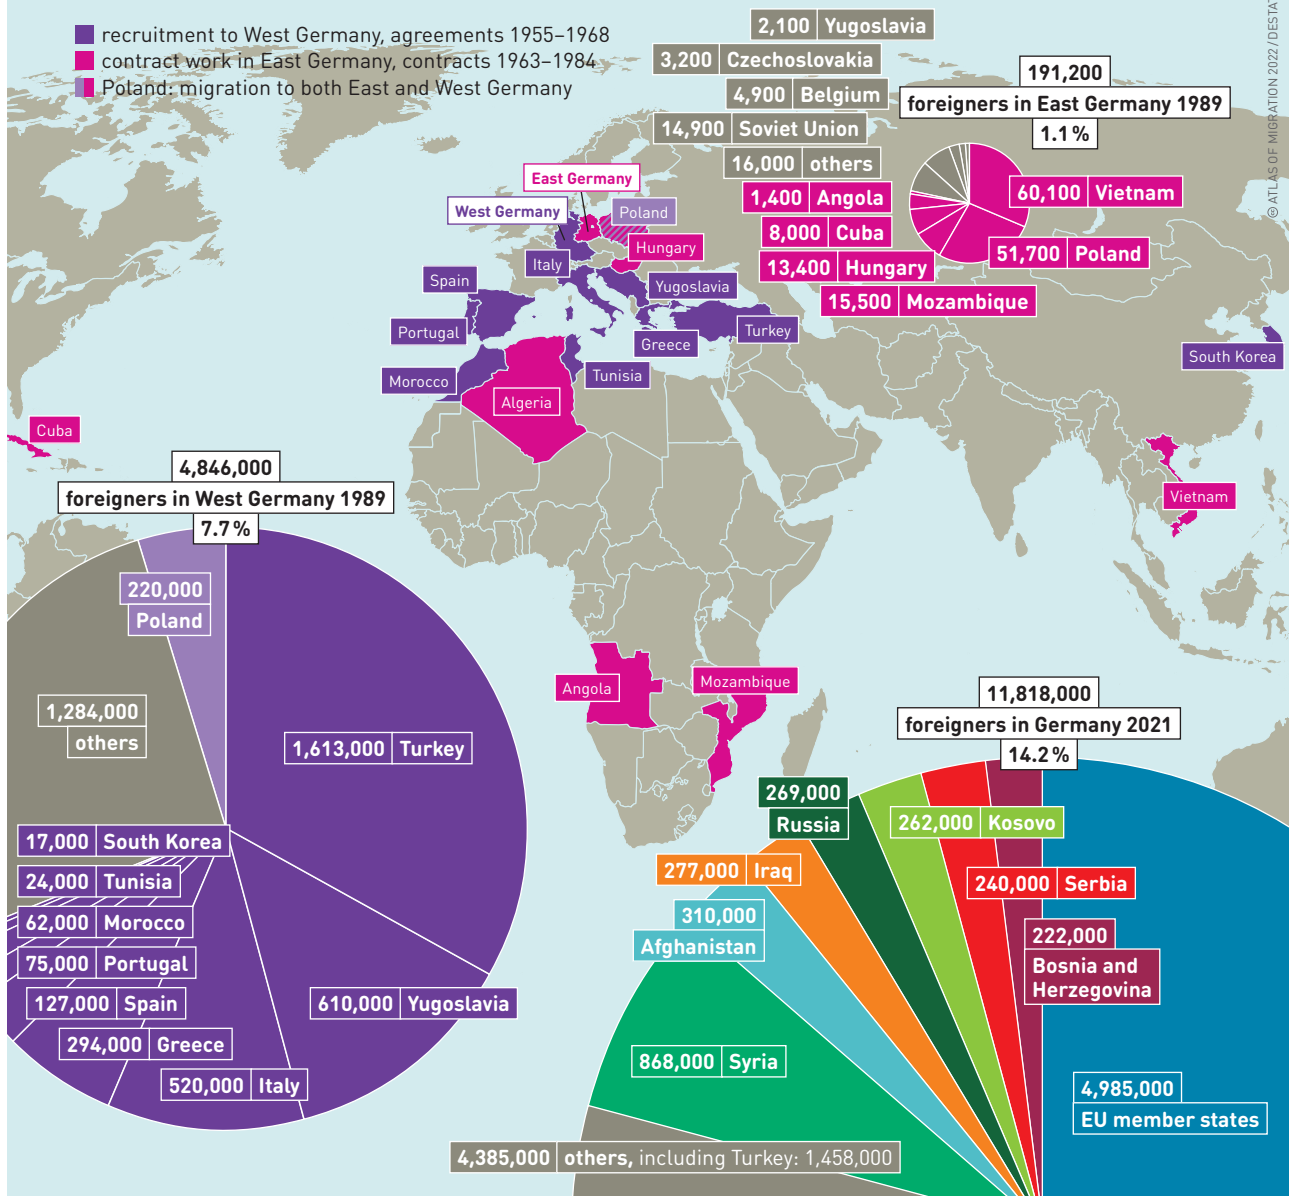 recruitment to West Germany, agreements 1955–1968
contract work in East Germany, contracts 1963–1984
Poland: migration to both East and West Germany
2,100 Yugoslavia
3,200 Czechoslovakia
4,900 Belgium
14,900 Soviet Union
16,000 others
1,400 Angola
8,000 Cuba
13,400 Hungary
15,500 Mozambique
191,200
foreigners in East Germany 1989
1.1 %
60,100 Vietnam
51,700 Poland
© ATLAS OF MIGRATION 2022 / DESTA
East Germany
West Germany
Poland
Hungary
Italy
Spain
Yugoslavia
Portugal
Turkey
Greece
Morocco
Tunisia
Algeria
South Korea
Cuba
Vietnam
Angola
Mozambique
4,846,000
foreigners in West Germany 1989
7.7 %
220,000
Poland
1,284,000
others
1,613,000 Turkey
17,000 South Korea
24,000 Tunisia
62,000 Morocco
75,000 Portugal
127,000 Spain
294,000 Greece
520,000 Italy
610,000 Yugoslavia
11,818,000
foreigners in Germany 2021
14.2 %
269,000
Russia
262,000 Kosovo
277,000 Iraq
240,000 Serbia
310,000
Afghanistan
222,000
Bosnia and
Herzegovina
868,000 Syria
4,985,000
EU member states
4,385,000 others, including Turkey: 1,458,000